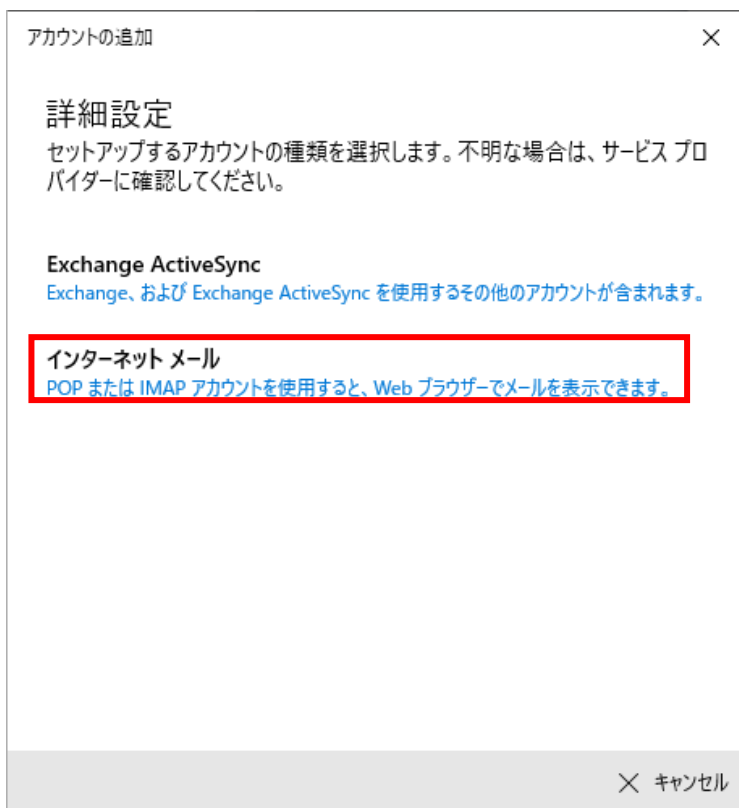 アカウントの追加
詳細設定
セットアップするアカウントの種類を選択します。不明な場合は、サービス プロ
バイダーに確認してください。
Exchange ActiveSync
Exchange、および Exchange ActiveSync を使用するその他のアカウントが含まれます。
インターネット メール
POP または IMAP アカウントを使用すると、Web ブラウザーでメールを表示できます。
キャンセル